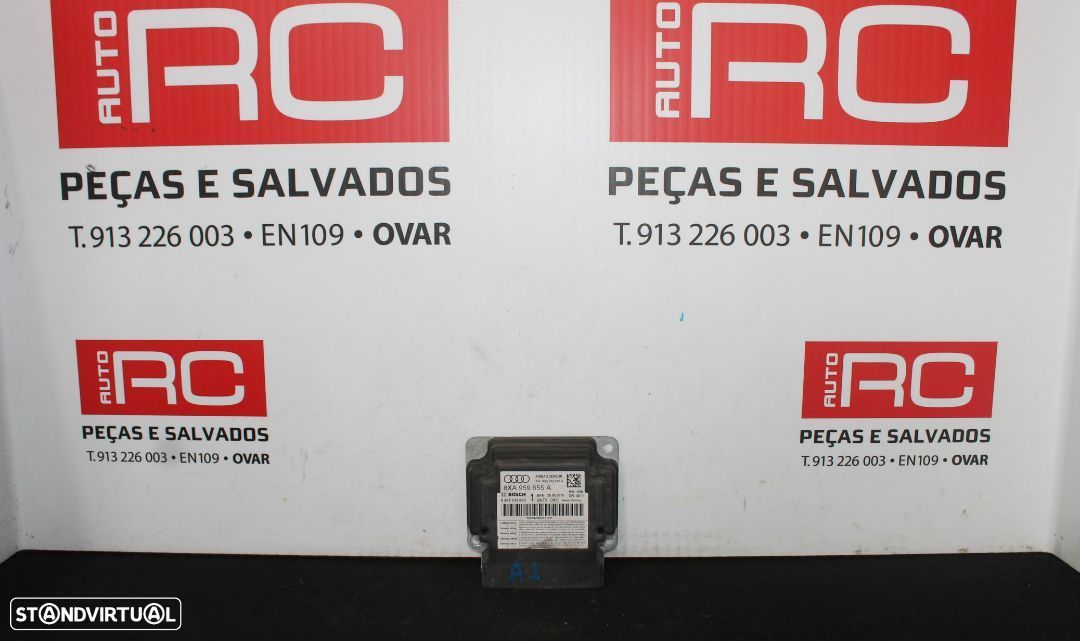 AUTO RC
PEÇAS E SALVADOS
T. 913 226 003 • EN109 • OVAR
AUTO RC
PEÇAS E SALVADOS
T. 913 226 003 • EN109 • OVAR
AUTO RC
PEÇAS E SALVADOS
T. 913 226 003 • EN109 • OVAR
AUTO RC
PEÇAS E SALVADOS
T. 913 226 003 • EN109 • OVAR
8XA 959 655 A
BOSCH
A1
STANDVIRTUAL